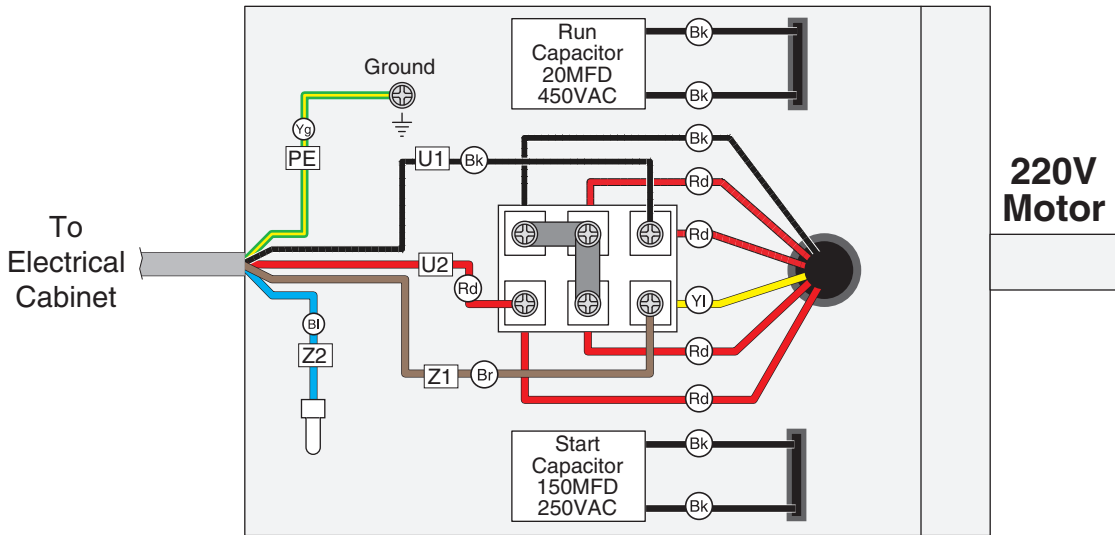 Run
Capacitor
20MFD
450VAC
Bk
Bk
Ground
Yg
PE
Bk
U1
Bk
Rd
220V
Motor
Rd
To
Electrical
Cabinet
U2
Rd
Yl
Bl
Z2
Rd
Z1
Br
Rd
Start
Capacitor
150MFD
250VAC
Bk
Bk